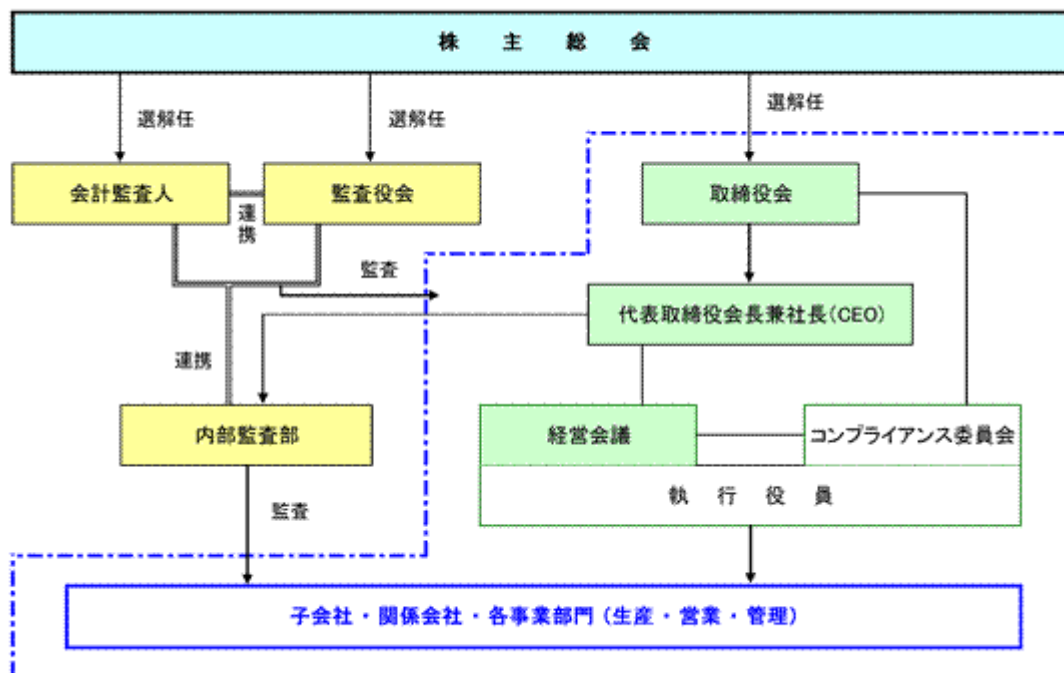 株主総会
選解任
選解任
選解任
会計監査人
連携
監査役会
取締役会
監査
代表取締役会長兼社長(CEO)
連携
内部監査部
経営会議
コンプライアンス委員会
執行役員
監査
子会社・関係会社・各事業部門(生産・営業・管理)